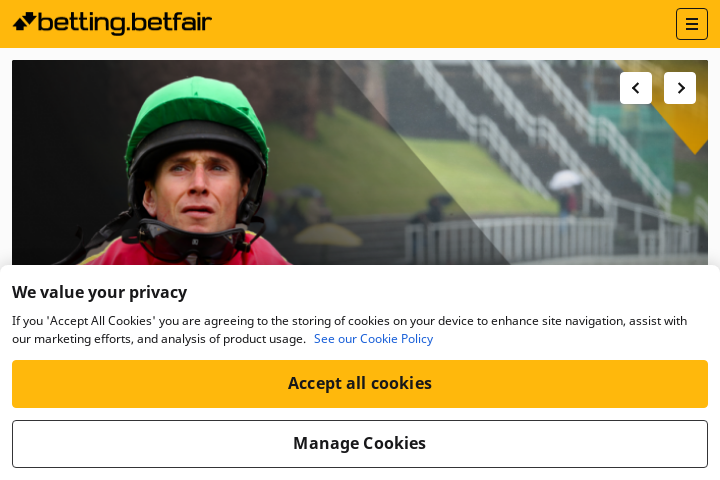 betting.betfair
We value your privacy
If you 'Accept All Cookies' you are agreeing to the storing of cookies on your device to enhance site navigation, assist with
our marketing efforts, and analysis of product usage. See our Cookie Policy
Accept all cookies
Manage Cookies